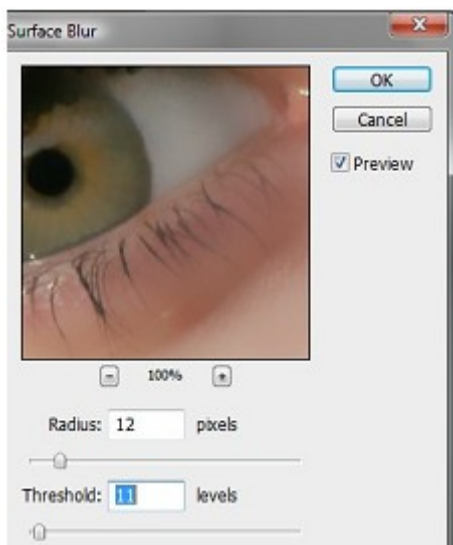 Surface Blur
OK
Cancel
Preview
100%
Radius: 12 pixels
Threshold: 11 levels